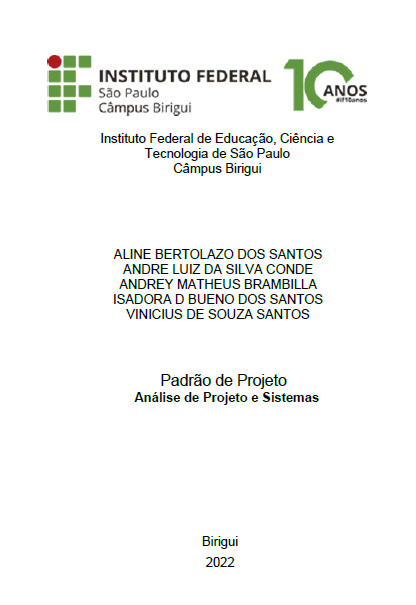 INSTITUTO FEDERAL
São Paulo
Câmpus Birigui
10 ANOS
#if10anos
Instituto Federal de Educação, Ciência e
Tecnologia de São Paulo
Câmpus Birigui
ALINE BERTOLAZO DOS SANTOS
ANDRE LUIZ DA SILVA CONDE
ANDREY MATHEUS BRAMBILLA
ISADORA D BUENO DOS SANTOS
VINICIUS DE SOUZA SANTOS
Padrão de Projeto
Análise de Projeto e Sistemas
Birigui
2022